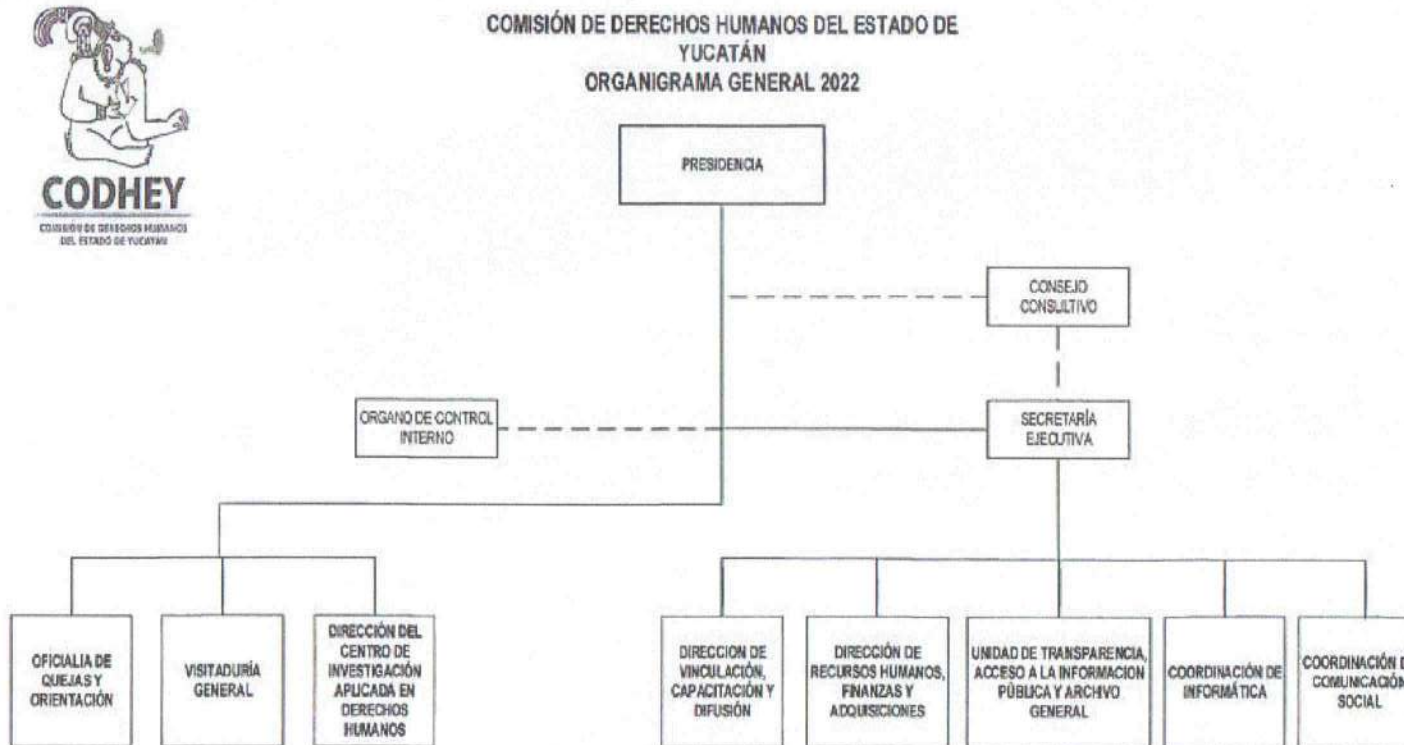 COMISIÓN DE DERECHOS HUMANOS DEL ESTADO DE
YUCATÁN
ORGANIGRAMA GENERAL 2022
CODHEY
COMISIÓN DE DERECHOS HUMANOS
DEL ESTADO DE YUCATÁN
PRESIDENCIA
CONSEJO
CONSULTIVO
ORGANO DE CONTROL
INTERNO
SECRETARÍA
EJECUTIVA
OFICIALIA DE
QUEJAS Y
ORIENTACIÓN
VISITADURÍA
GENERAL
DIRECCIÓN DEL
CENTRO DE
INVESTIGACIÓN
APLICADA EN
DERECHOS
HUMANOS
DIRECCION DE
VINCULACIÓN,
CAPACITACIÓN Y
DIFUSIÓN
DIRECCIÓN DE
RECURSOS HUMANOS,
FINANZAS Y
ADQUISICIONES
UNIDAD DE TRANSPARENCIA,
ACCESO A LA INFORMACION
PÚBLICA Y ARCHIVO
GENERAL
COORDINACIÓN DE
INFORMÁTICA
COORDINACIÓN D
COMUNICACIÓN
SOCIAL